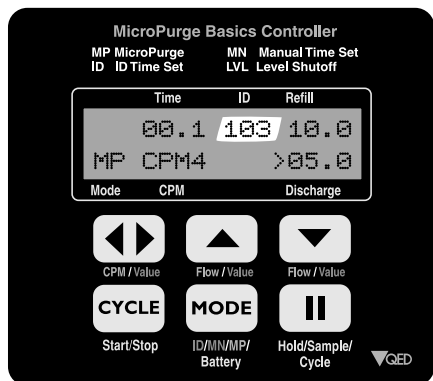 MicroPurge Basics Controller
MP MicroPurge MN Manual Time Set
ID ID Time Set LVL Level Shutoff
Time ID Refill
00.1 103 10.0
MP CPM4 >05.0
Mode CPM Discharge
CPM/Value Flow/Value Flow/Value
CYCLE MODE
Start/Stop ID/MN/MP/ Hold/Sample/
Battery Cycle
QED